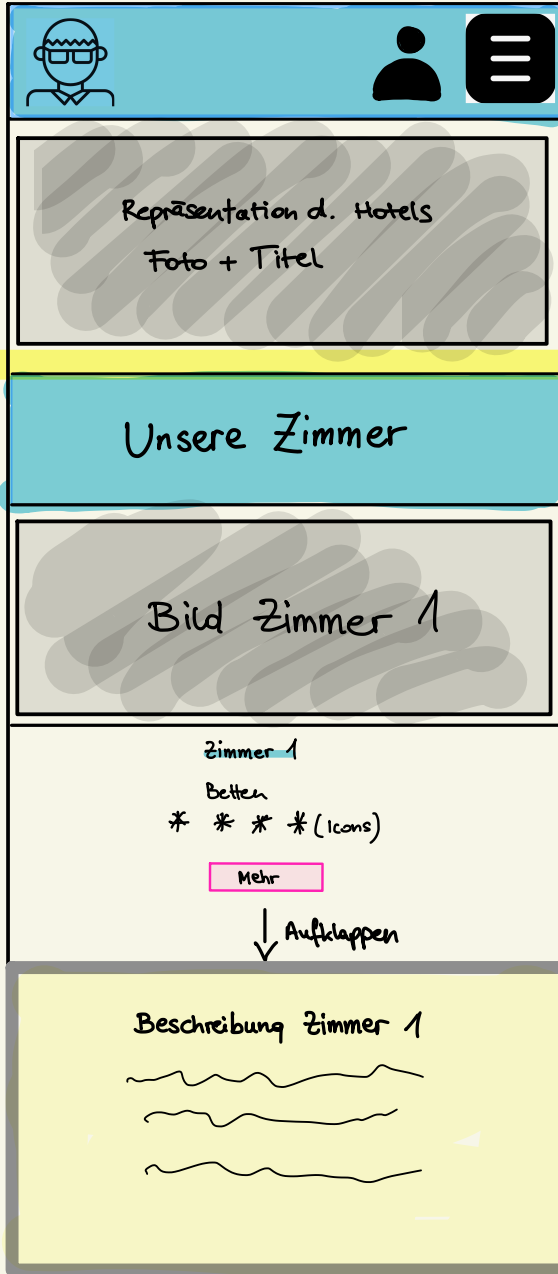 Repräsentation d. Hotels
Foto + Titel
Unsere Zimmer
Bild Zimmer 1
Zimmer 1
Betten
* * * * (Icons)
Mehr
Aufklappen
Beschreibung Zimmer 1